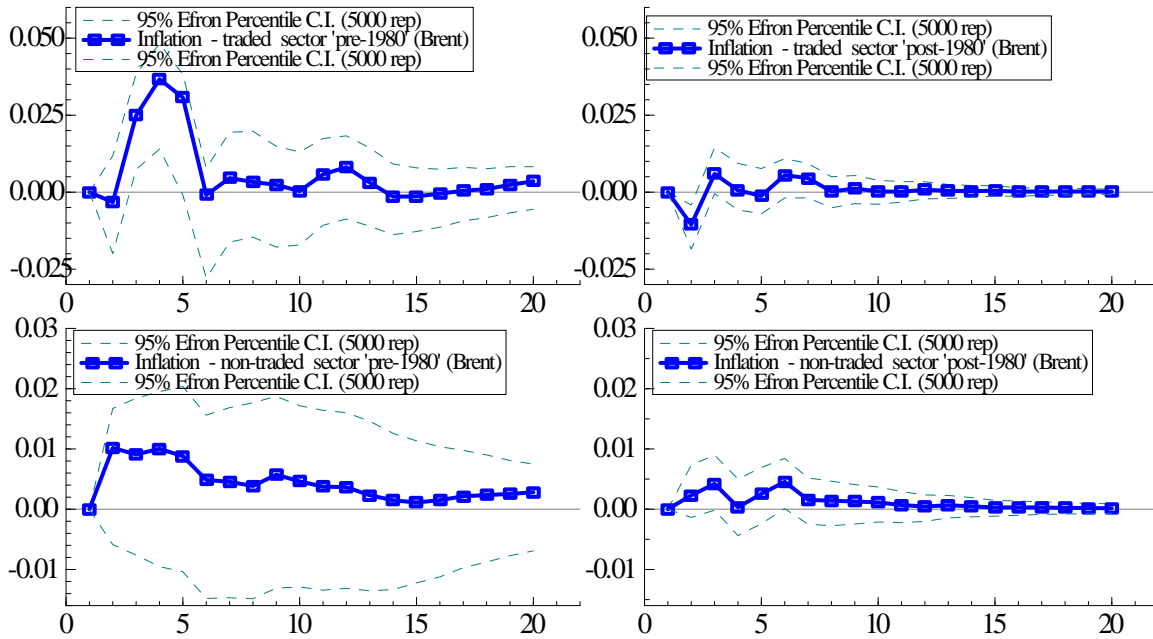 95% Efron Percentile C.I. (5000 rep)
Inflation - traded sector 'pre-1980' (Brent)
95% Efron Percentile C.I. (5000 rep)
0.050
0.025
0.000
-0.025
0 5 10 15 20
95% Efron Percentile C.I. (5000 rep)
Inflation - traded sector 'post-1980' (Brent)
95% Efron Percentile C.I. (5000 rep)
0.050
0.025
0.000
-0.025
0 5 10 15 20
95% Efron Percentile C.I. (5000 rep)
Inflation - non-traded sector 'pre-1980' (Brent)
95% Efron Percentile C.I. (5000 rep)
0.03
0.02
0.01
0.00
-0.01
0 5 10 15 20
95% Efron Percentile C.I. (5000 rep)
Inflation - non-traded sector 'post-1980' (Brent)
95% Efron Percentile C.I. (5000 rep)
0.03
0.02
0.01
0.00
-0.01
0 5 10 15 20